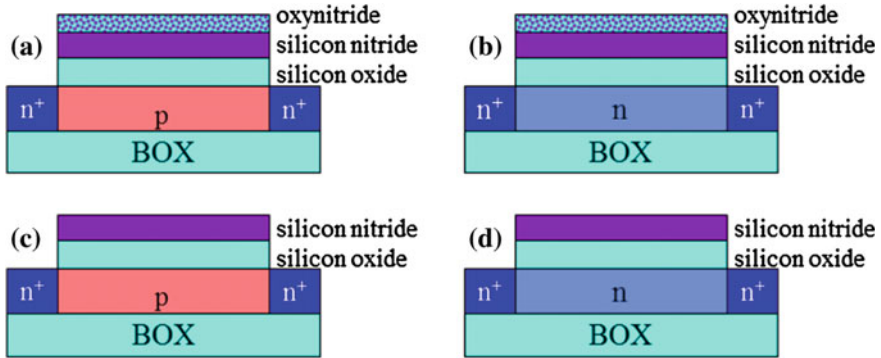 (a)
oxynitride
silicon nitride
silicon oxide
n+ p n+
BOX
(b)
oxynitride
silicon nitride
silicon oxide
n+ n n+
BOX
(c)
silicon nitride
silicon oxide
n+ p n+
BOX
(d)
silicon nitride
silicon oxide
n+ n n+
BOX